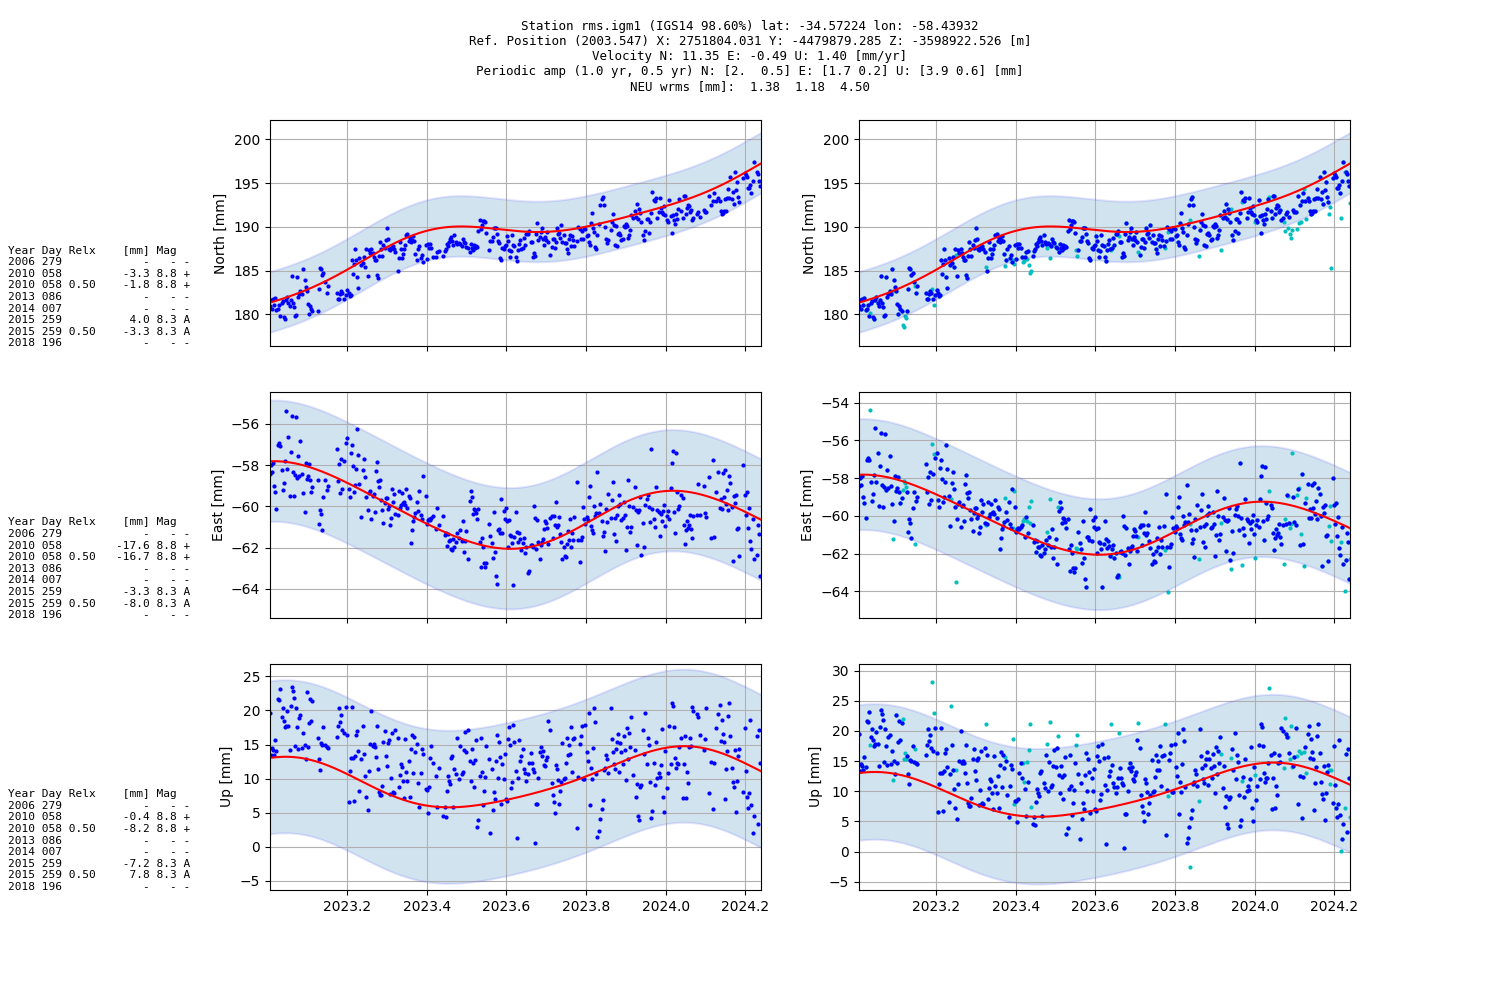 Station rms.igm1 (IGS14 98.60%) lat: -34.57224 lon: -58.43932
Ref. Position (2003.547) X: 2751804.031 Y: -4479879.285 Z: -3598922.526 [m]
Velocity N: 11.35 E: -0.49 U: 1.40 [mm/yr]
Periodic amp (1.0 yr, 0.5 yr) N: [2.  0.5] E: [1.7 0.2] U: [3.9 0.6] [mm]
NEU wrms [mm]:  1.38  1.18  4.50
Year Day Relx    [mm] Mag
2006 279            -   - -
2010 058         -3.3 8.8 +
2010 058 0.50    -1.8 8.8 +
2013 086            -   - -
2014 007            -   - -
2015 259          4.0 8.3 A
2015 259 0.50    -3.3 8.3 A
2018 196            -   - -
North [mm]
200
195
190
185
180
North [mm]
200
195
190
185
180
Year Day Relx    [mm] Mag
2006 279            -   - -
2010 058        -17.6 8.8 +
2010 058 0.50   -16.7 8.8 +
2013 086            -   - -
2014 007            -   - -
2015 259         -3.3 8.3 A
2015 259 0.50    -8.0 8.3 A
2018 196            -   - -
East [mm]
−56
−58
−60
−62
−64
East [mm]
−54
−56
−58
−60
−62
−64
Year Day Relx    [mm] Mag
2006 279            -   - -
2010 058         -0.4 8.8 +
2010 058 0.50    -8.2 8.8 +
2013 086            -   - -
2014 007            -   - -
2015 259         -7.2 8.3 A
2015 259 0.50     7.8 8.3 A
2018 196            -   - -
Up [mm]
25
20
15
10
5
0
−5
2023.2 2023.4 2023.6 2023.8 2024.0 2024.2
Up [mm]
30
25
20
15
10
5
0
−5
2023.2 2023.4 2023.6 2023.8 2024.0 2024.2